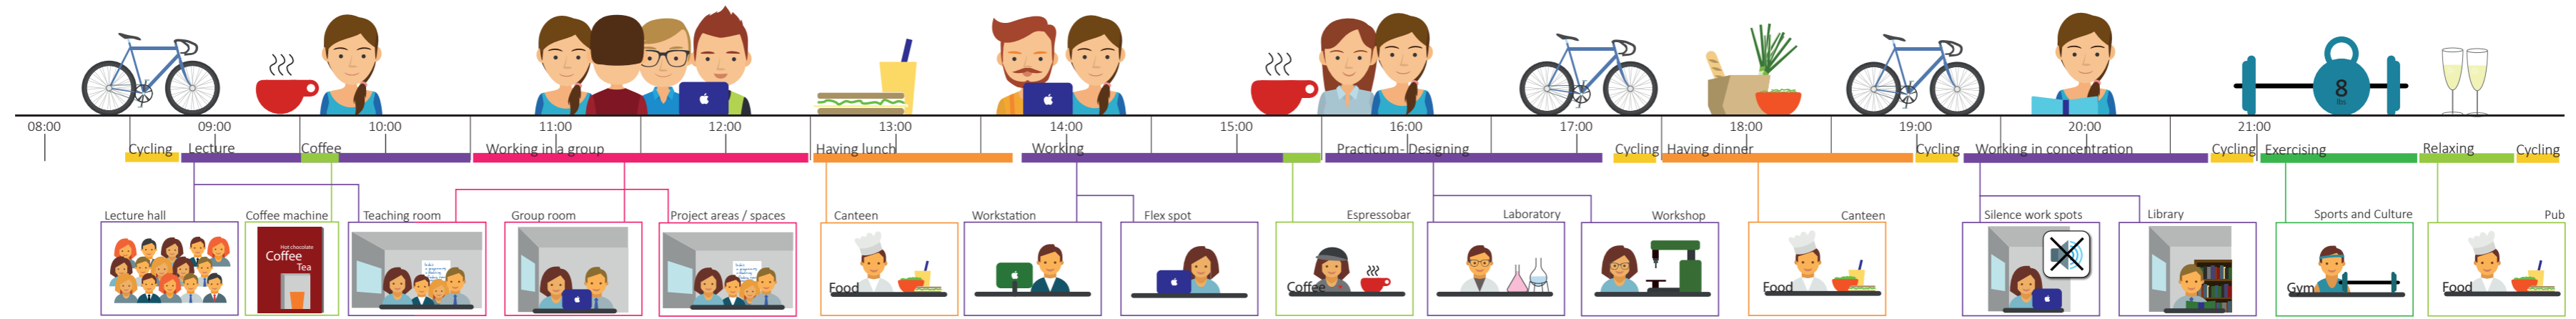 8
lbs
08:00 09:00 10:00 11:00 12:00 13:00 14:00 15:00 16:00 17:00 18:00 19:00 20:00 21:00
Cycling Lecture Coffee Working in a group Having lunch Working Practicum- Designing Cycling Having dinner Cycling Working in concentration Cycling Exercising Relaxing Cycling
Lecture hall Coffee machine Teaching room Group room Project areas / spaces Canteen Workstation Flex spot Espressobar Laboratory Workshop Canteen Silence work spots Library Sports and Culture Pub
Hot chocolate
Coffee
Tea
Food Coffee Food Gym Food